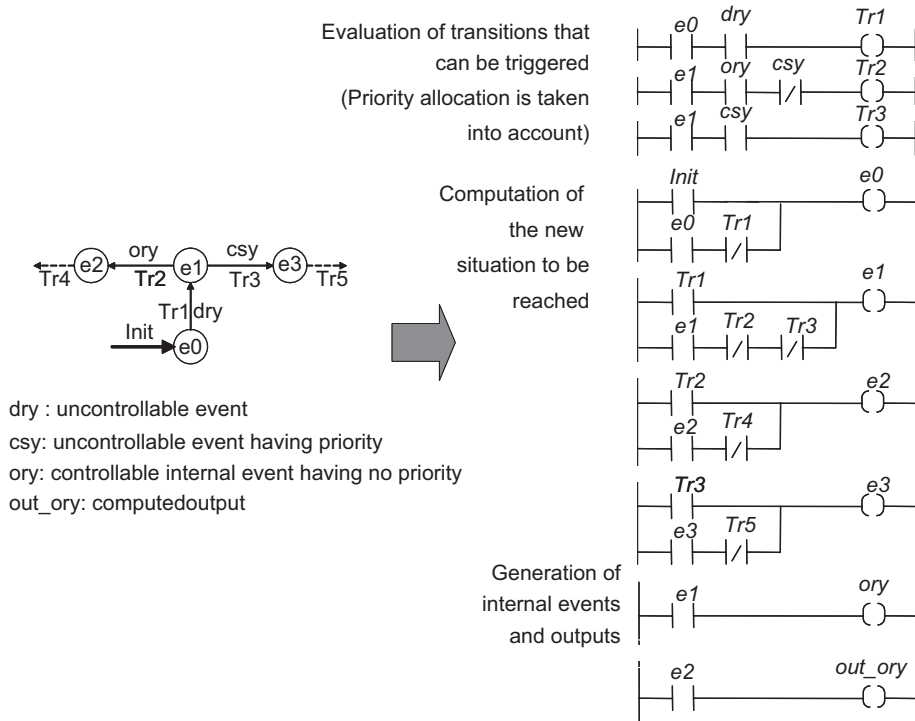 Evaluation of transitions that
can be triggered
(Priority allocation is taken
into account)
e0 dry Tr1
e1 ory csy Tr2
e1 csy Tr3
Computation of
the new
situation to be
reached
Init e0
e0 Tr1
Tr1 e1
e1 Tr2 Tr3
Tr2 e2
e2 Tr4
Tr3 e3
e3 Tr5
Generation of
internal events
and outputs
e1 ory
e2 out_ory
e2 ory e1 csy e3
Tr4 Tr2 Tr3 Tr5
Tr1 dry
Init
e0
dry : uncontrollable event
csy: uncontrollable event having priority
ory: controllable internal event having no priority
out_ory: computedoutput